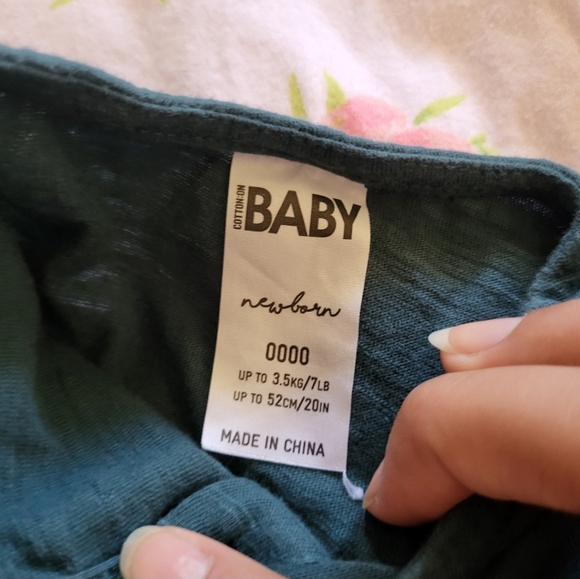 COTTON:ON
BABY
newborn
0000
UP TO 3.5KG/7LB
UP TO 52CM/20IN
MADE IN CHINA